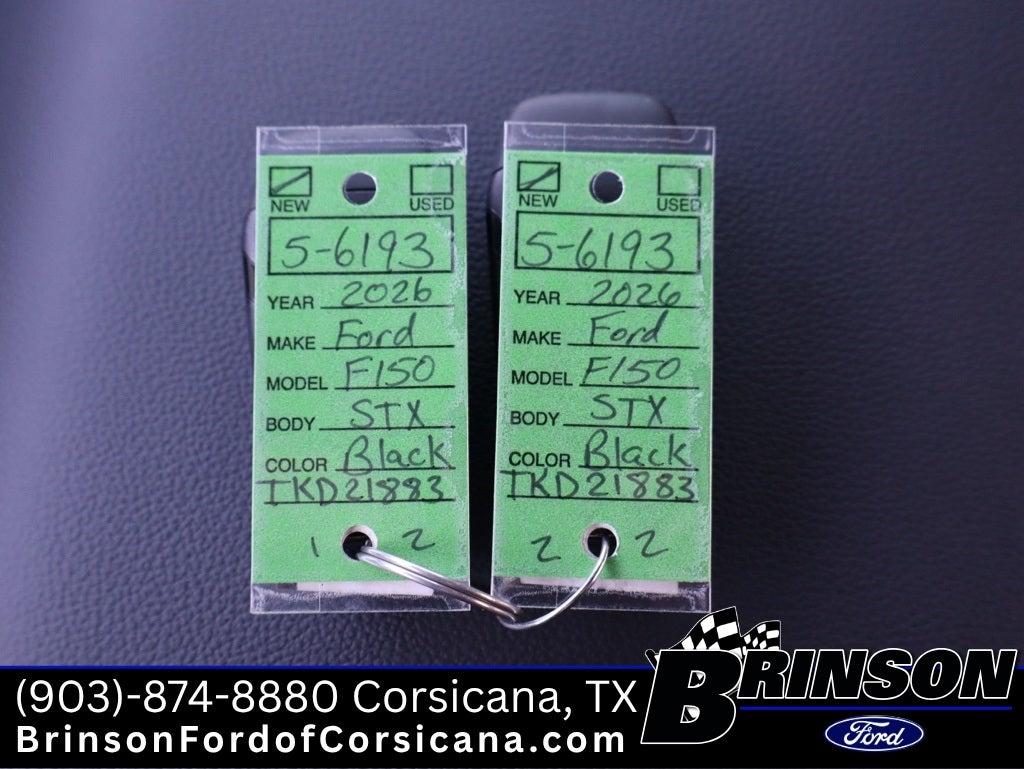 NEW USED
5-6193
YEAR 2026
MAKE Ford
MODEL F150
BODY STX
COLOR Black
TKD21883
1 2
NEW USED
5-6193
YEAR 2026
MAKE Ford
MODEL F150
BODY STX
COLOR Black
TKD21883
2 2
(903)-874-8880 Corsicana, TX
BrinsonFordofCorsicana.com
BRINSON
Ford